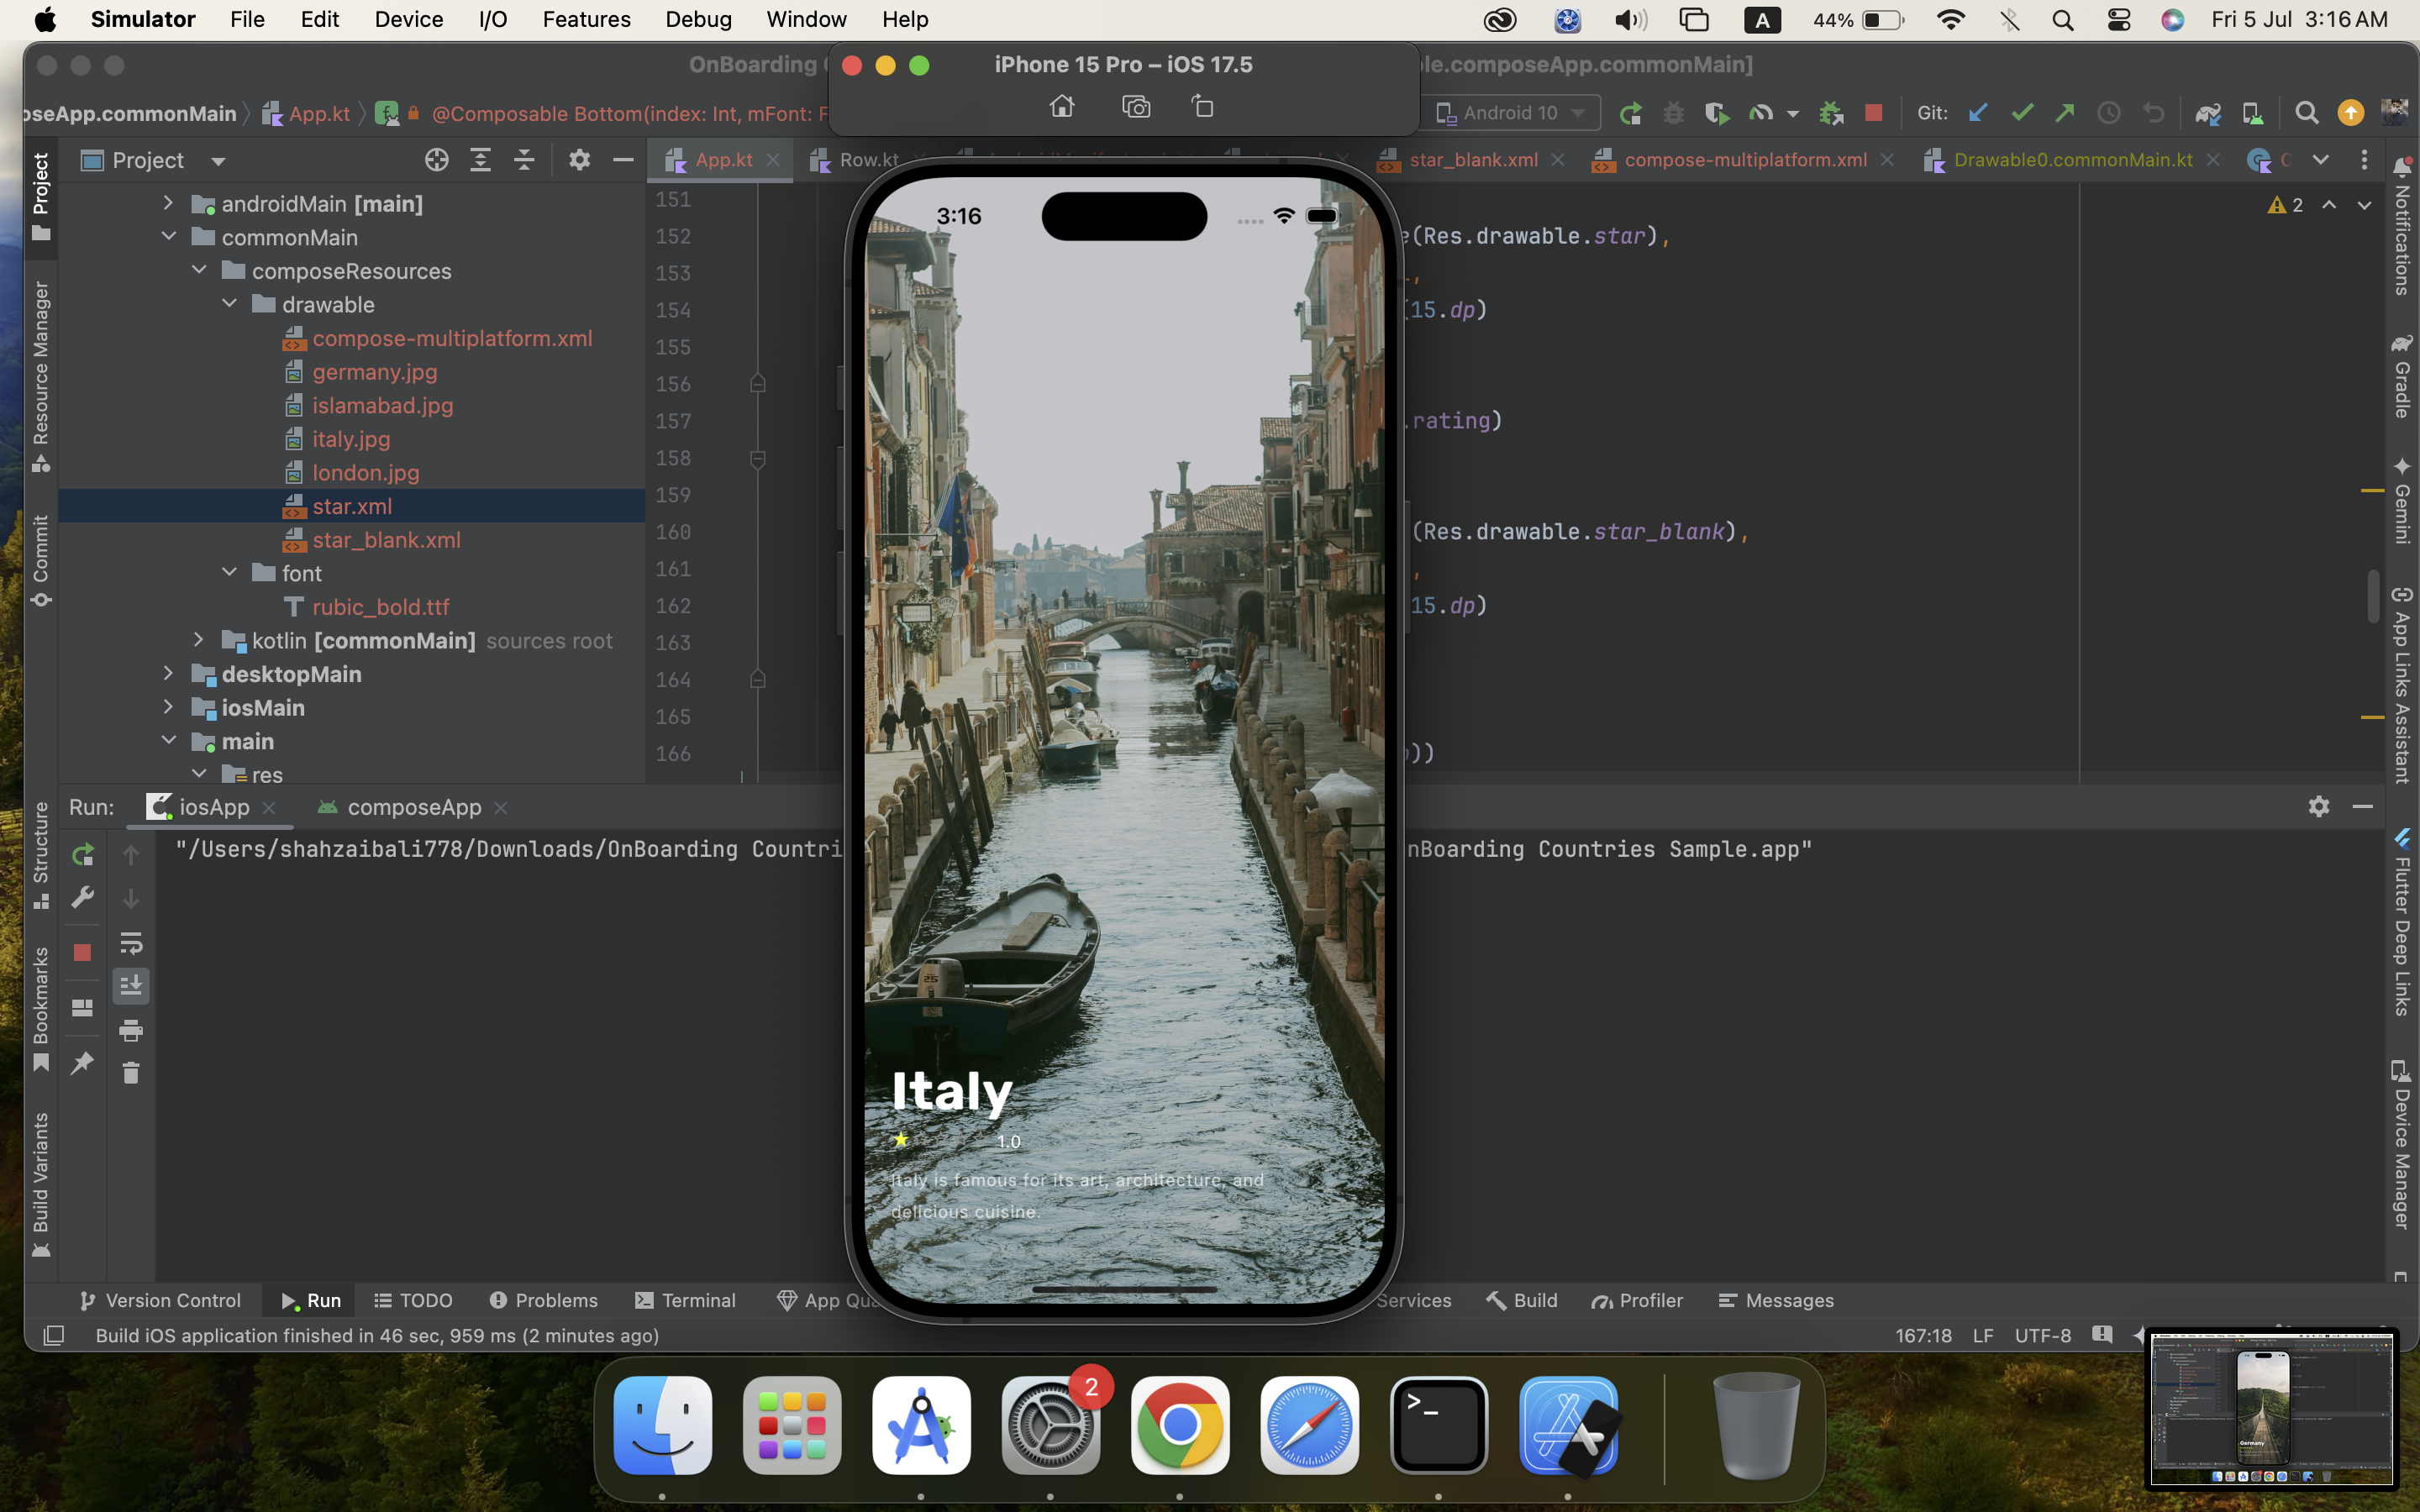 Simulator File Edit Device I/O Features Debug Window Help A 44% Fri 5 Jul 3:16 AM
OnBoarding
iPhone 15 Pro – iOS 17.5
le.composeApp.commonMain]
oseApp.commonMain App.kt @Composable Bottom(index: Int, mFont: F
Android 10 Git:
Project
App.kt Row.kt star_blank.xml compose-multiplatform.xml Drawable0.commonMain.kt
androidMain [main]
commonMain
composeResources
drawable
compose-multiplatform.xml
germany.jpg
islamabad.jpg
italy.jpg
london.jpg
star.xml
star_blank.xml
font
rubic_bold.ttf
kotlin [commonMain] sources root
desktopMain
iosMain
main
res
151
152
153
154
155
156
157
158
159
160
161
162
163
164
165
166
(Res.drawable.star),
,
15.dp)
.rating)
(Res.drawable.star_blank),
,
15.dp)
))
2
3:16
25
Italy
1.0
Italy is famous for its art, architecture, and
delicious cuisine.
Project
Resource Manager
Commit
Structure
Bookmarks
Build Variants
Notifications
Gradle
Gemini
App Links Assistant
Flutter Deep Links
Device Manager
Run: iosApp composeApp
"/Users/shahzaibali778/Downloads/OnBoarding Countri
nBoarding Countries Sample.app"
Version Control Run TODO Problems Terminal App Qua
Services Build Profiler Messages
Build iOS application finished in 46 sec, 959 ms (2 minutes ago)
167:18 LF UTF-8
2
Germany